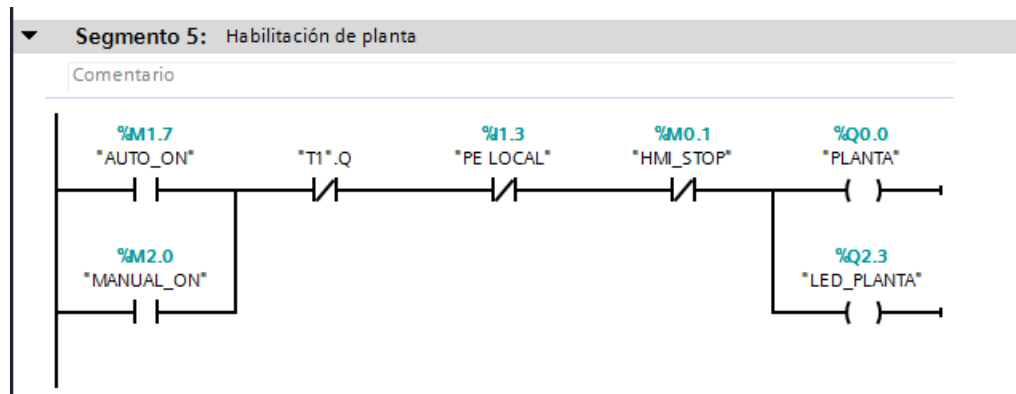 Segmento 5: Habilitación de planta
Comentario
%M1.7 %I1.3 %M0.1 %Q0.0
"AUTO_ON" "T1".Q "PE LOCAL" "HMI_STOP" "PLANTA"
%M2.0 %Q2.3
"MANUAL_ON" "LED_PLANTA"